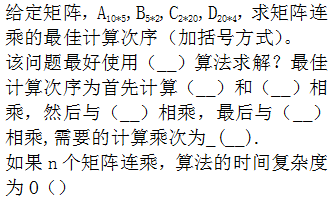 给定矩阵，A10*5,B5*2,C2*20,D20*4，求矩阵连
乘的最佳计算次序（加括号方式）。
该问题最好使用（__）算法求解？最佳
计算次序为首先计算（__）和（__）相
乘，然后与（__）相乘，最后与（__）
相乘,需要的计算乘次为_(__).
如果n个矩阵连乘，算法的时间复杂度
为O（）